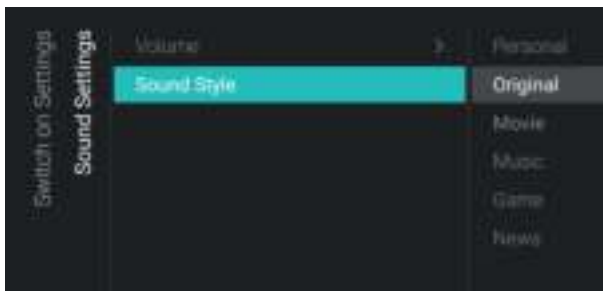 Switch on Settings
Sound Settings
Volume
Sound Style
Personal
Original
Movie
Music
Game
News